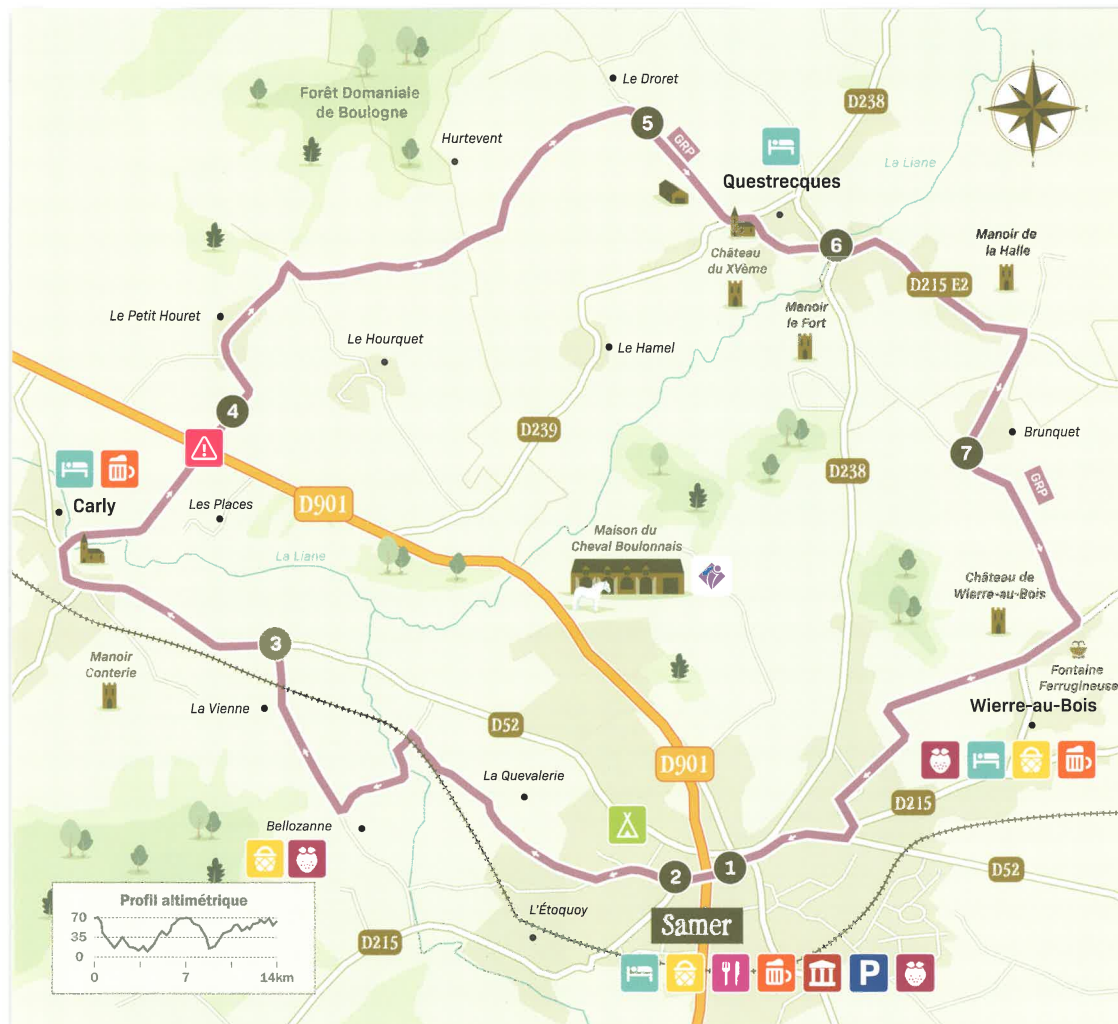 Le Droret
Forêt Domaniale
de Boulogne
D238
5
Hurtevent
GRP
La Liane
Questrecques
Manoir de
la Halle
6
Château
du XVème
D215 E2
Manoir
le Fort
Le Petit Houret
Le Hourquet
Le Hamel
4
D239
Brunquet
7
D238
GRP
Carly
Les Places
D901
Maison du
Cheval Boulonnais
La Liane
Château de
Wierre-au-Bois
3
Manoir
Conterie
Fontaine
Ferrugineuse
La Vienne
Wierre-au-Bois
D52
D901
La Quevalerie
D215
Bellozanne
2
1
D52
Profil altimétrique
70
35
0
0
7
14km
L'Étoquoy
Samer
D215
P